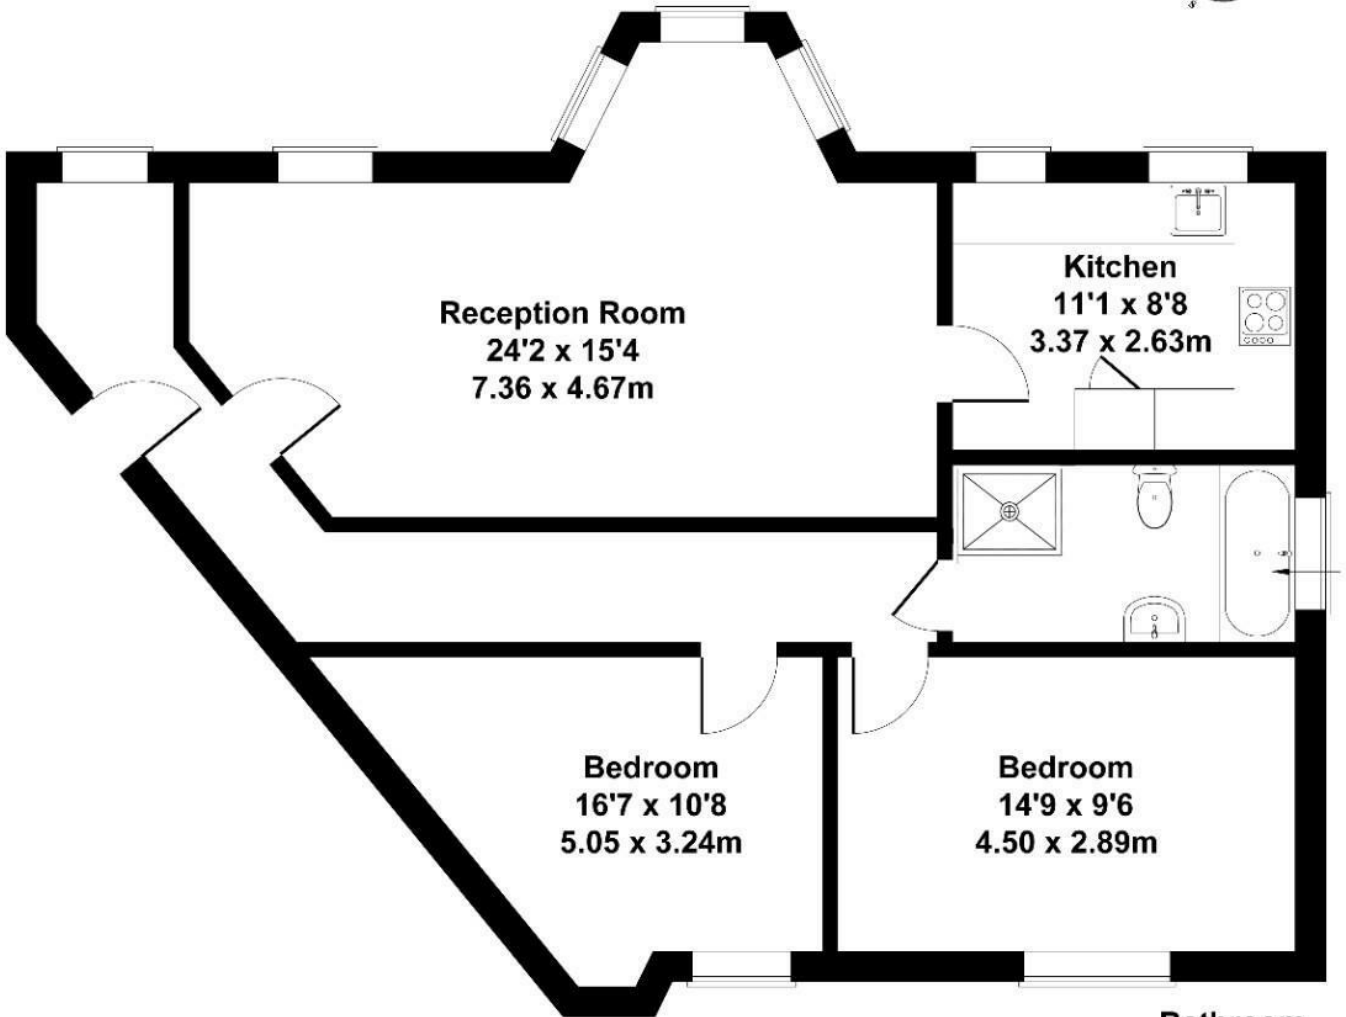 Reception Room
24'2 x 15'4
7.36 x 4.67m
Kitchen
11'1 x 8'8
3.37 x 2.63m
Bedroom
16'7 x 10'8
5.05 x 3.24m
Bedroom
14'9 x 9'6
4.50 x 2.89m
Bathroom